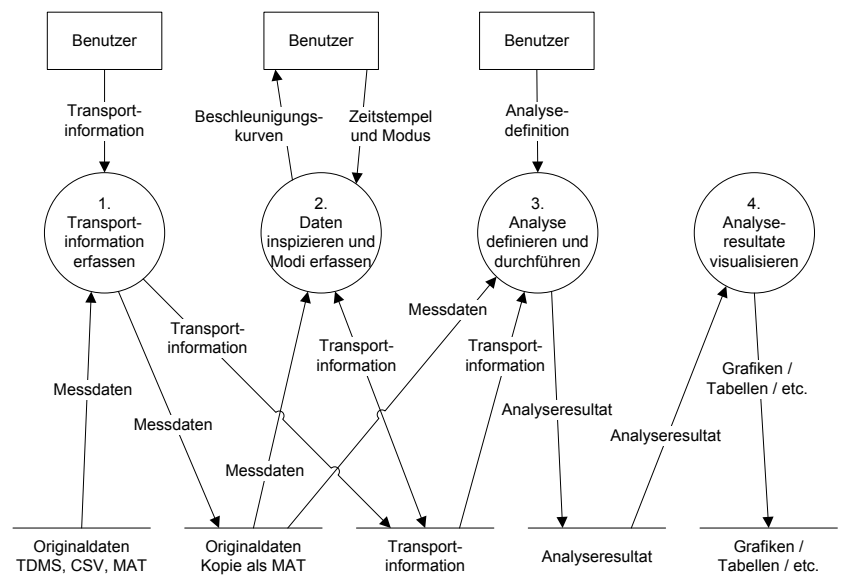 Benutzer
Benutzer
Benutzer
Transport-
information
Beschleunigungs-
kurven
Zeitstempel
und Modus
Analyse-
definition
1.
Transport-
information
erfassen
2.
Daten
inspizieren und
Modi erfassen
3.
Analyse
definieren und
durchführen
4.
Analyse-
resultate
visualisieren
Messdaten
Transport-
information
Messdaten
Messdaten
Transport-
information
Messdaten
Transport-
information
Analyseresultat
Analyseresultat
Grafiken /
Tabellen / etc.
Originaldaten
TDMS, CSV, MAT
Originaldaten
Kopie als MAT
Transport-
information
Analyseresultat
Grafiken /
Tabellen / etc.